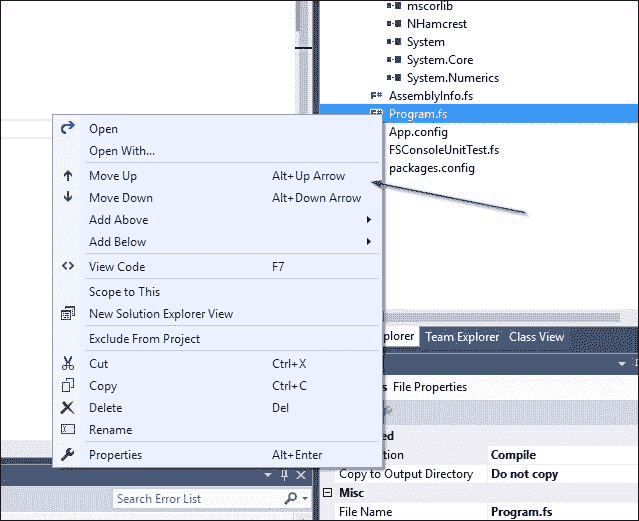 mscorlib
NHamcrest
System
System.Core
System.Numerics
F# AssemblyInfo.fs
F# Program.fs
App.config
FSConsoleUnitTest.fs
packages.config
Open
Open With...
Move Up Alt+Up Arrow
Move Down Alt+Down Arrow
Add Above
Add Below
View Code F7
Scope to This
New Solution Explorer View
Exclude From Project
Cut Ctrl+X
Copy Ctrl+C
Delete Del
Rename
Properties Alt+Enter
Team Explorer Class View
File Properties
Compile
Copy to Output Directory Do not copy
Misc
File Name Program.fs
Search Error List